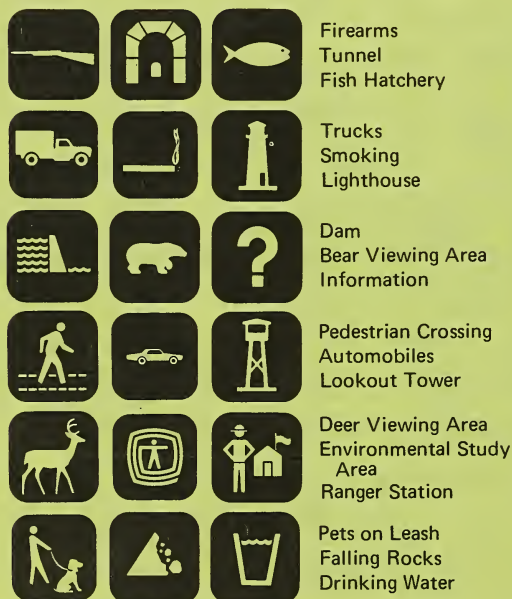 Firearms
Tunnel
Fish Hatchery
Trucks
Smoking
Lighthouse
Dam
Bear Viewing Area
Information
Pedestrian Crossing
Automobiles
Lookout Tower
Deer Viewing Area
Environmental Study
Area
Ranger Station
Pets on Leash
Falling Rocks
Drinking Water